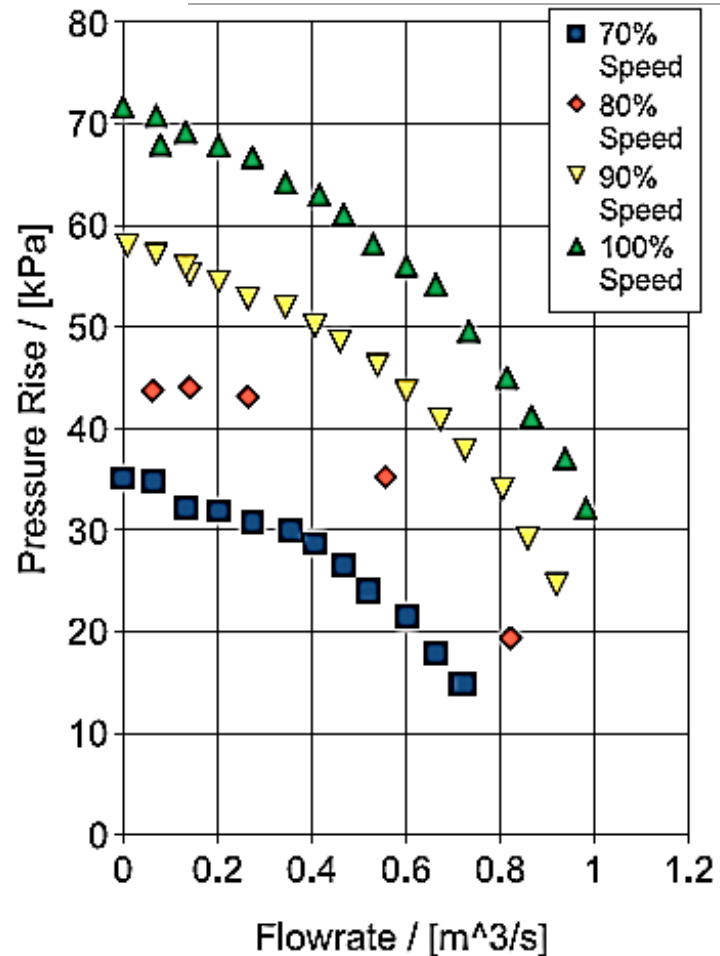 80
70
60
50
40
30
20
10
0
Pressure Rise / [kPa]
70%
Speed
80%
Speed
90%
Speed
100%
Speed
0 0.2 0.4 0.6 0.8 1 1.2
Flowrate / [m^3/s]